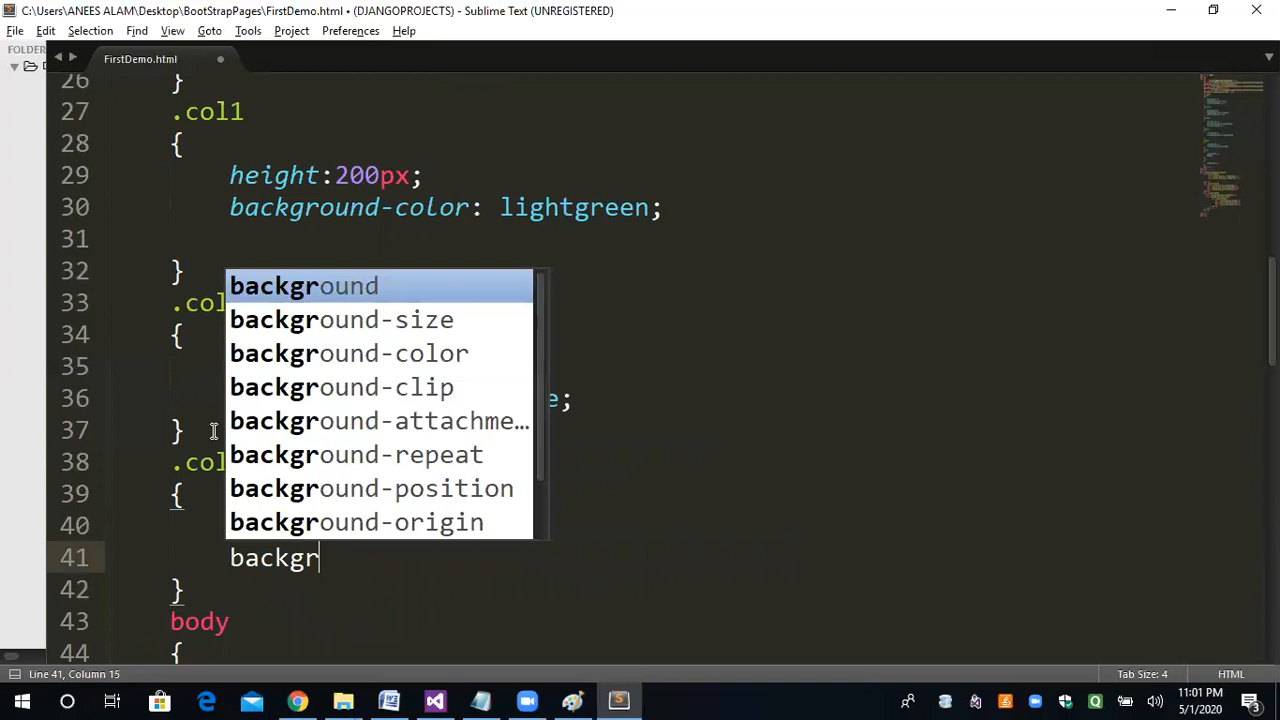 C:\Users\ANEES ALAM\Desktop\BootStrapPages\FirstDemo.html • (DJANGOPROJECTS) - Sublime Text (UNREGISTERED)
File Edit Selection Find View Goto Tools Project Preferences Help
FOLDER
FirstDemo.html
26 }
27 .col1
28 {
29 height:200px;
30 background-color: lightgreen;
31
32 }
33 .col
34 {
35
36 e;
37 }
38 .col
39 {
40
41 backgr
42 }
43 body
44 {
background
background-size
background-color
background-clip
background-attachme...
background-repeat
background-position
background-origin
Line 41, Column 15
Tab Size: 4
HTML
11:01 PM
5/1/2020
3